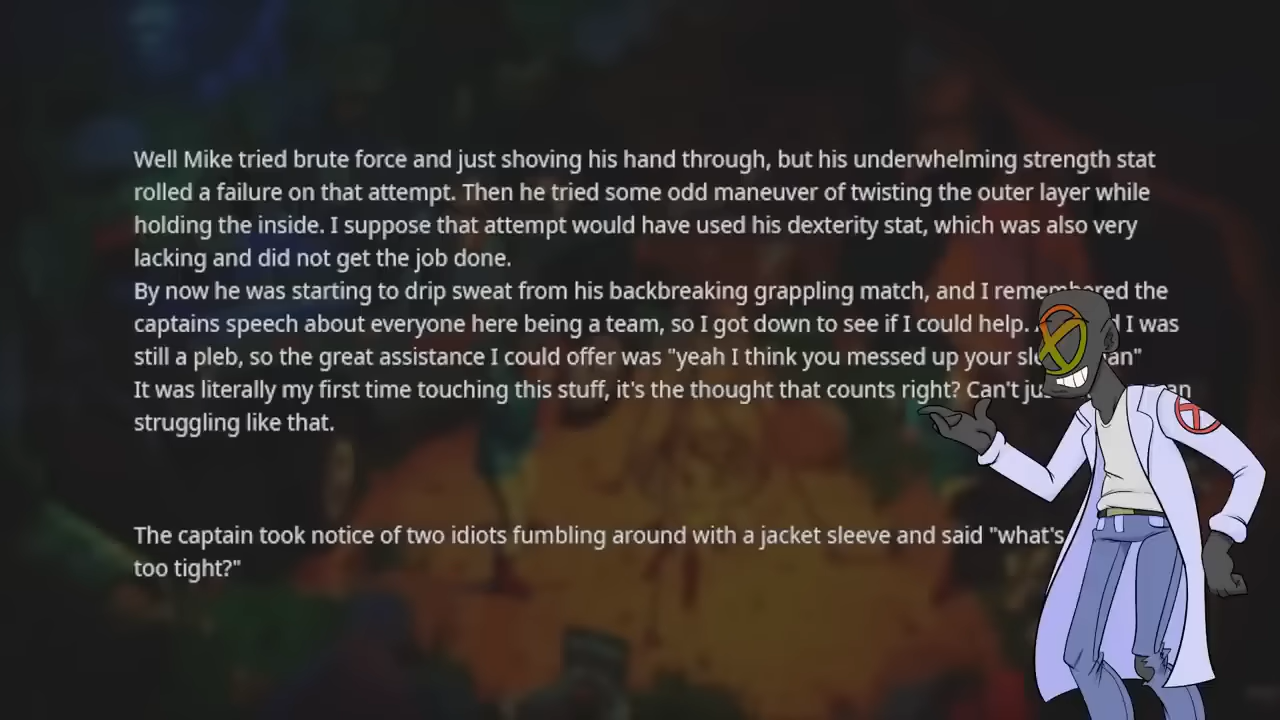 Well Mike tried brute force and just shoving his hand through, but his underwhelming strength stat
rolled a failure on that attempt. Then he tried some odd maneuver of twisting the outer layer while
holding the inside. I suppose that attempt would have used his dexterity stat, which was also very
lacking and did not get the job done.
By now he was starting to drip sweat from his backbreaking grappling match, and I remembered the
captains speech about everyone here being a team, so I got down to see if I could help. I was
still a pleb, so the great assistance I could offer was "yeah I think you messed up your
It was literally my first time touching this stuff, it's the thought that counts right? Can't
struggling like that.
The captain took notice of two idiots fumbling around with a jacket sleeve and said "what's
too tight?"